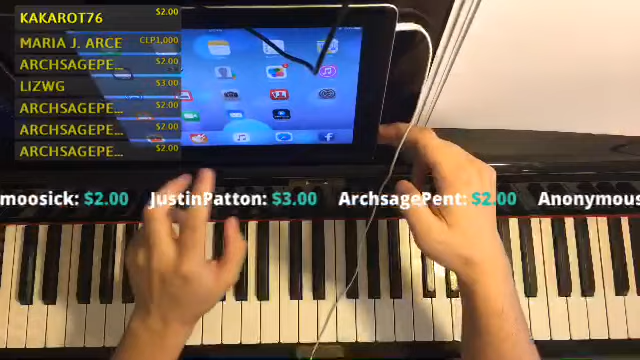 KAKAROT76 $2.00
MARIA J. ARCE CLP1,000
ARCHSAGEPE... $2.00
LIZWG $3.00
ARCHSAGEPE... $2.00
ARCHSAGEPE... $2.00
ARCHSAGEPE... $2.00
moosick: $2.00 JustinPatton: $3.00 ArchsagePent: $2.00 Anonymous